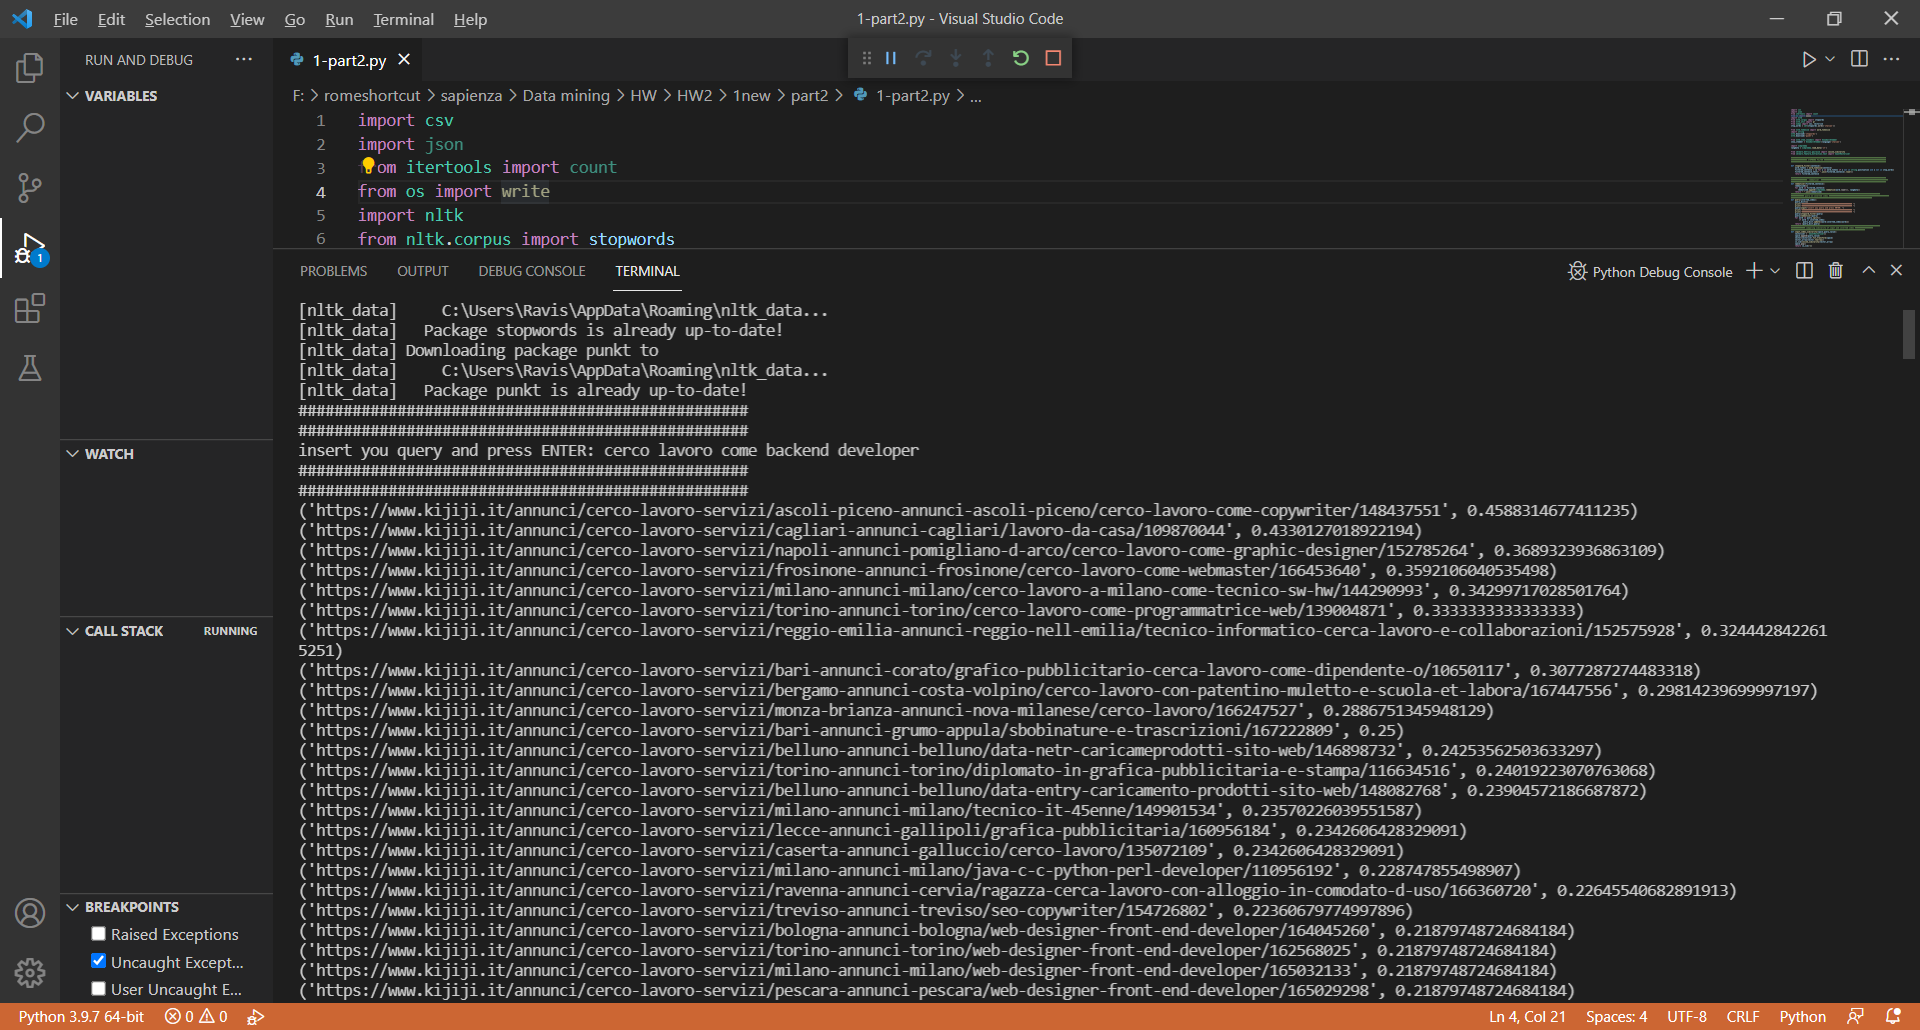 File Edit Selection View Go Run Terminal Help
1-part2.py - Visual Studio Code
RUN AND DEBUG ...
1-part2.py
VARIABLES
F: > romeshortcut > sapienza > Data mining > HW > HW2 > 1new > part2 > 1-part2.py > ...
1 import csv
2 import json
3 om itertools import count
4 from os import write
5 import nltk
6 from nltk.corpus import stopwords
PROBLEMS OUTPUT DEBUG CONSOLE TERMINAL
Python Debug Console
[nltk_data]     C:\Users\Ravis\AppData\Roaming\nltk_data...
[nltk_data]   Package stopwords is already up-to-date!
[nltk_data] Downloading package punkt to
[nltk_data]     C:\Users\Ravis\AppData\Roaming\nltk_data...
[nltk_data]   Package punkt is already up-to-date!
##################################################
##################################################
insert you query and press ENTER: cerco lavoro come backend developer
##################################################
##################################################
('https://www.kijiji.it/annunci/cerco-lavoro-servizi/ascoli-piceno-annunci-ascoli-piceno/cerco-lavoro-come-copywriter/148437551', 0.4588314677411235)
('https://www.kijiji.it/annunci/cerco-lavoro-servizi/cagliari-annunci-cagliari/lavoro-da-casa/109870044', 0.4330127018922194)
('https://www.kijiji.it/annunci/cerco-lavoro-servizi/napoli-annunci-pomigliano-d-arco/cerco-lavoro-come-graphic-designer/152785264', 0.3689323936863109)
('https://www.kijiji.it/annunci/cerco-lavoro-servizi/frosinone-annunci-frosinone/cerco-lavoro-come-webmaster/166453640', 0.3592106040535498)
('https://www.kijiji.it/annunci/cerco-lavoro-servizi/milano-annunci-milano/cerco-lavoro-a-milano-come-tecnico-sw-hw/144290993', 0.34299717028501764)
('https://www.kijiji.it/annunci/cerco-lavoro-servizi/torino-annunci-torino/cerco-lavoro-come-programmatrice-web/139004871', 0.3333333333333333)
('https://www.kijiji.it/annunci/cerco-lavoro-servizi/reggio-emilia-annunci-reggio-nell-emilia/tecnico-informatico-cerca-lavoro-e-collaborazioni/152575928', 0.324442842261
5251)
('https://www.kijiji.it/annunci/cerco-lavoro-servizi/bari-annunci-corato/grafico-pubblicitario-cerca-lavoro-come-dipendente-o/10650117', 0.3077287274483318)
('https://www.kijiji.it/annunci/cerco-lavoro-servizi/bergamo-annunci-costa-volpino/cerco-lavoro-con-patentino-muletto-e-scuola-et-labora/167447556', 0.29814239699997197)
('https://www.kijiji.it/annunci/cerco-lavoro-servizi/monza-brianza-annunci-nova-milanese/cerco-lavoro/166247527', 0.2886751345948129)
('https://www.kijiji.it/annunci/cerco-lavoro-servizi/bari-annunci-grumo-appula/sbobinature-e-trascrizioni/167222809', 0.25)
('https://www.kijiji.it/annunci/cerco-lavoro-servizi/belluno-annunci-belluno/data-netr-caricameprodotti-sito-web/146898732', 0.24253562503633297)
('https://www.kijiji.it/annunci/cerco-lavoro-servizi/torino-annunci-torino/diplomato-in-grafica-pubblicitaria-e-stampa/116634516', 0.24019223070763068)
('https://www.kijiji.it/annunci/cerco-lavoro-servizi/belluno-annunci-belluno/data-entry-caricamento-prodotti-sito-web/148082768', 0.23904572186687872)
('https://www.kijiji.it/annunci/cerco-lavoro-servizi/milano-annunci-milano/tecnico-it-45enne/149901534', 0.23570226039551587)
('https://www.kijiji.it/annunci/cerco-lavoro-servizi/lecce-annunci-gallipoli/grafica-pubblicitaria/160956184', 0.2342606428329091)
('https://www.kijiji.it/annunci/cerco-lavoro-servizi/caserta-annunci-galluccio/cerco-lavoro/135072109', 0.2342606428329091)
('https://www.kijiji.it/annunci/cerco-lavoro-servizi/milano-annunci-milano/java-c-c-python-perl-developer/110956192', 0.228747855498907)
('https://www.kijiji.it/annunci/cerco-lavoro-servizi/ravenna-annunci-cervia/ragazza-cerca-lavoro-con-alloggio-in-comodato-d-uso/166360720', 0.22645540682891913)
('https://www.kijiji.it/annunci/cerco-lavoro-servizi/treviso-annunci-treviso/seo-copywriter/154726802', 0.22360679774997896)
('https://www.kijiji.it/annunci/cerco-lavoro-servizi/bologna-annunci-bologna/web-designer-front-end-developer/164045260', 0.21879748724684184)
('https://www.kijiji.it/annunci/cerco-lavoro-servizi/torino-annunci-torino/web-designer-front-end-developer/162568025', 0.21879748724684184)
('https://www.kijiji.it/annunci/cerco-lavoro-servizi/milano-annunci-milano/web-designer-front-end-developer/165032133', 0.21879748724684184)
('https://www.kijiji.it/annunci/cerco-lavoro-servizi/pescara-annunci-pescara/web-designer-front-end-developer/165029298', 0.21879748724684184)
WATCH
CALL STACK RUNNING
BREAKPOINTS
Raised Exceptions
Uncaught Except...
User Uncaught E...
1
Python 3.9.7 64-bit 0 0
Ln 4, Col 21 Spaces: 4 UTF-8 CRLF Python